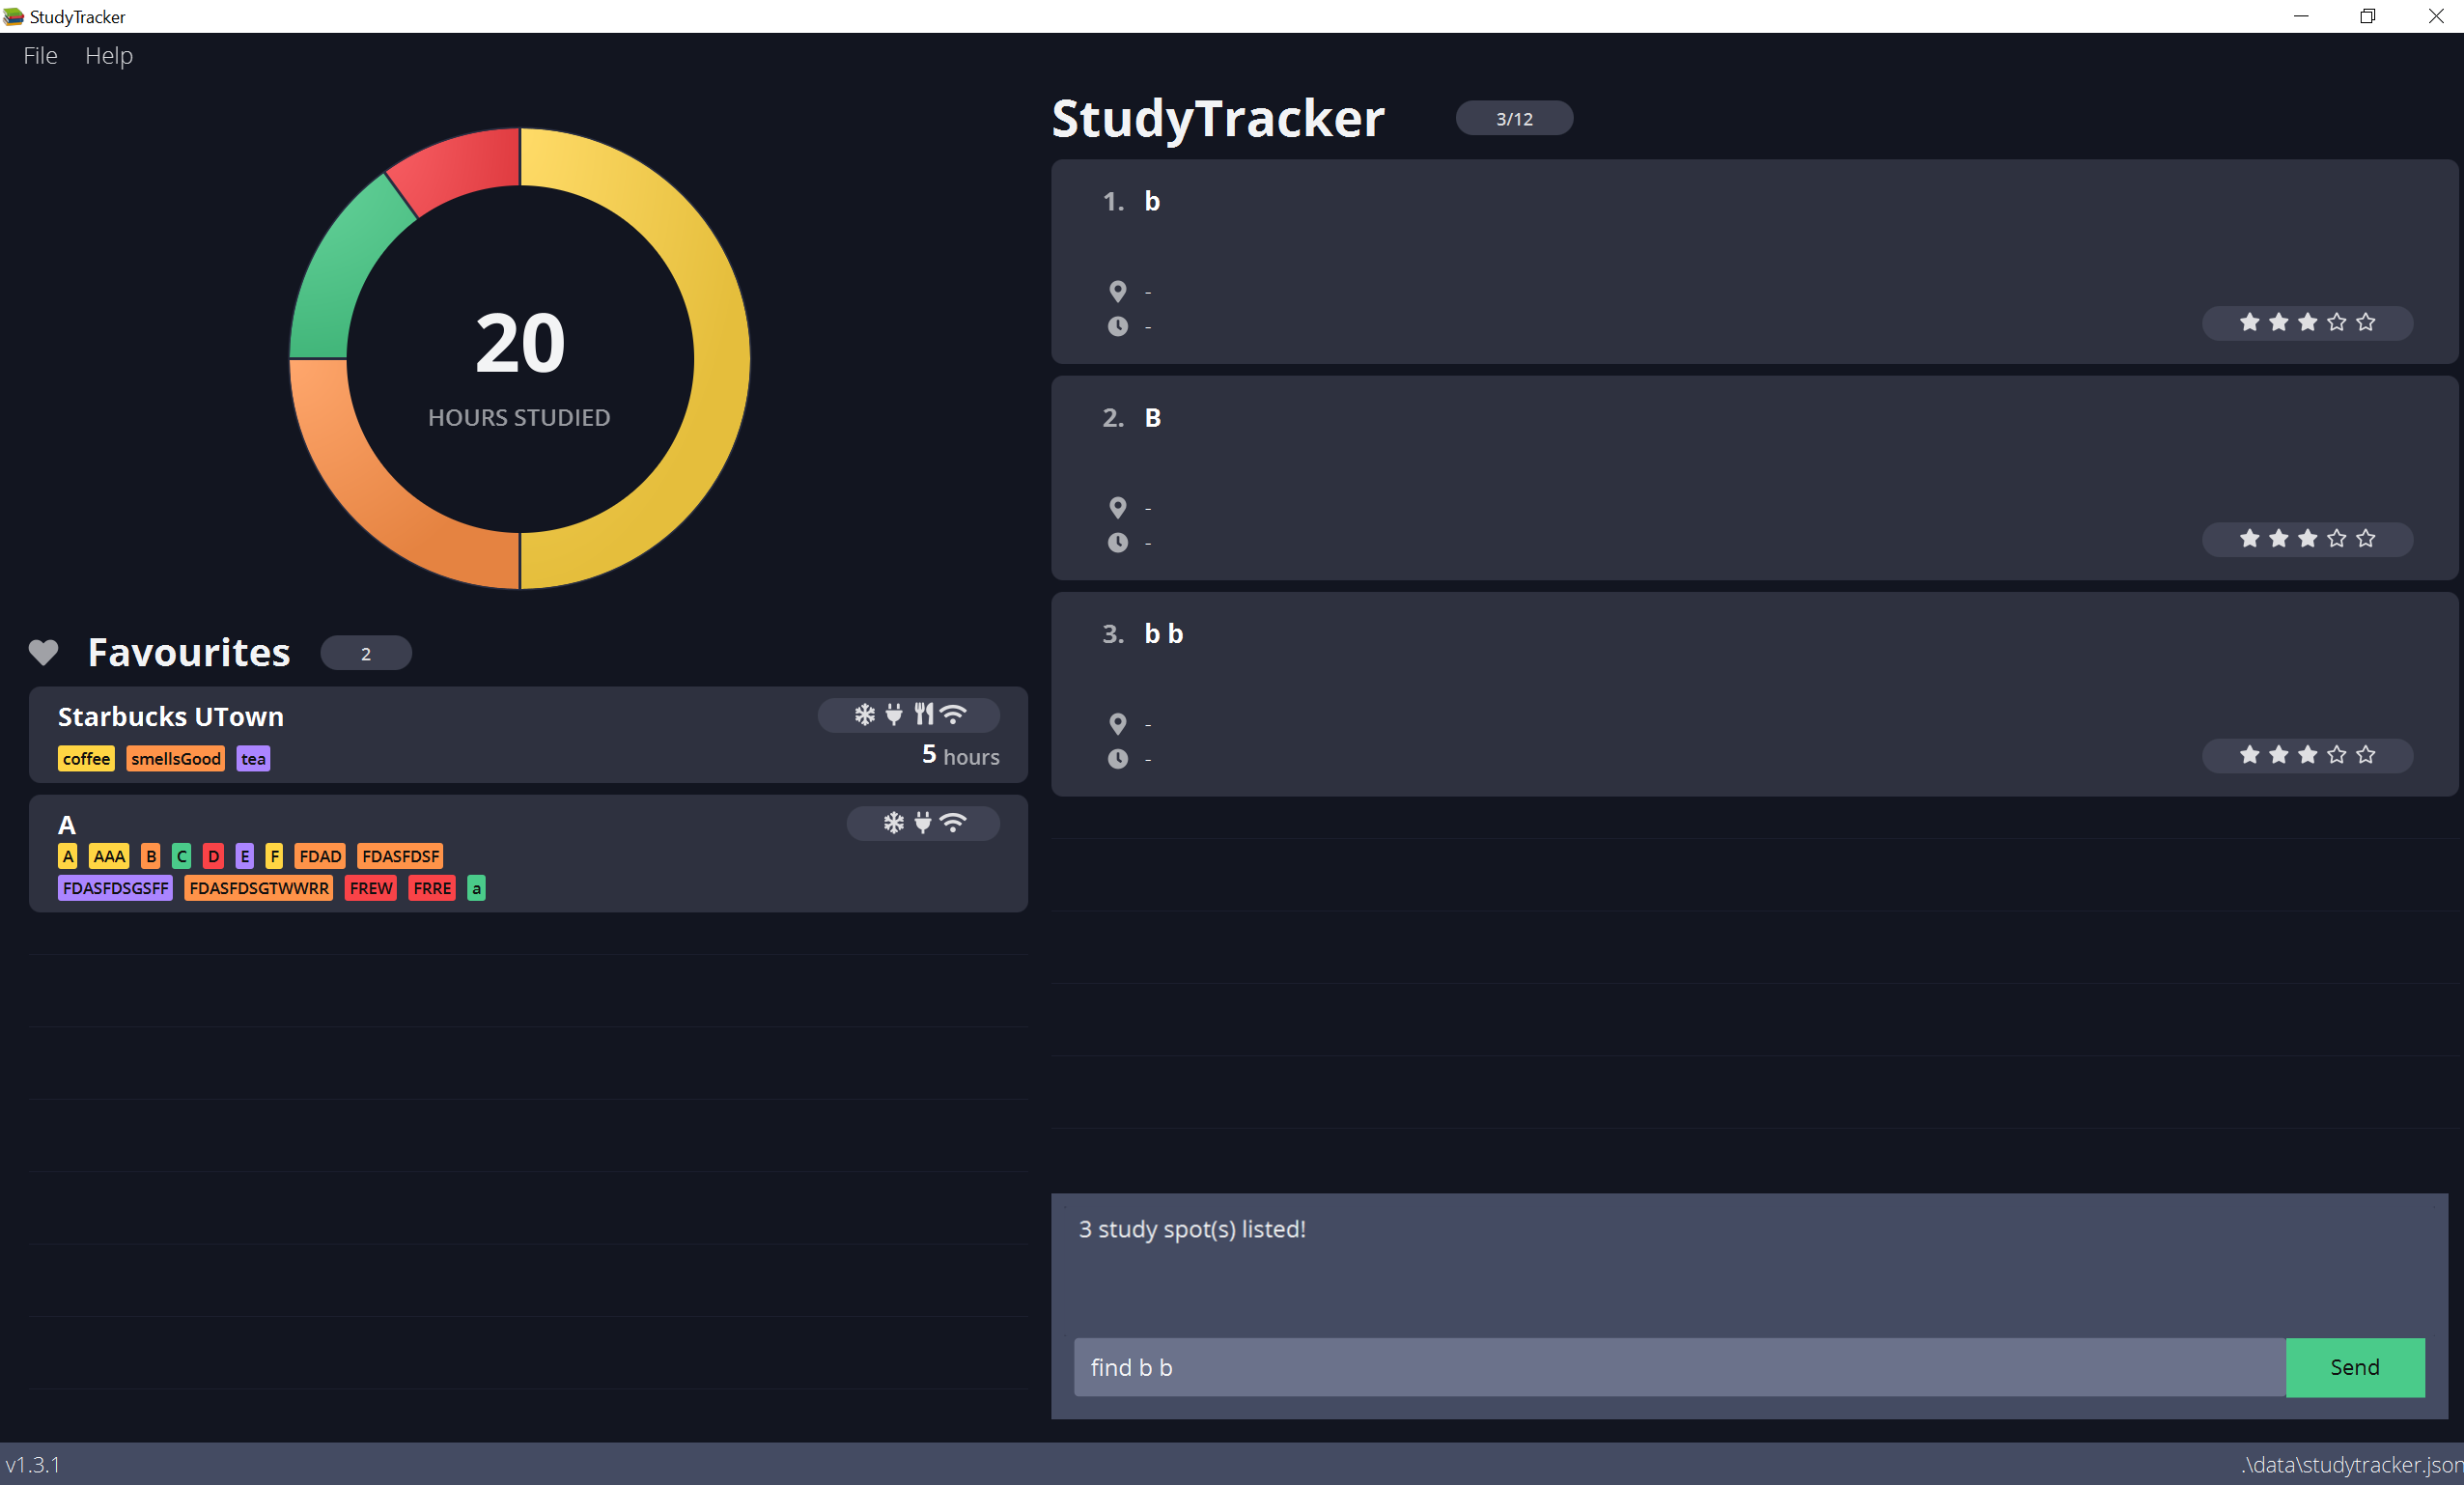 StudyTracker
File Help
20
HOURS STUDIED
Favourites 2
Starbucks UTown
coffee smellsGood tea
5 hours
A
A AAA B C D E F FDAD FDASFDSF
FDASFDSGSFF FDASFDSGTWWRR FREW FRRE a
StudyTracker 3/12
1. b
-
-
2. B
-
-
3. b b
-
-
3 study spot(s) listed!
find b b
Send
v1.3.1
.\data\studytracker.json